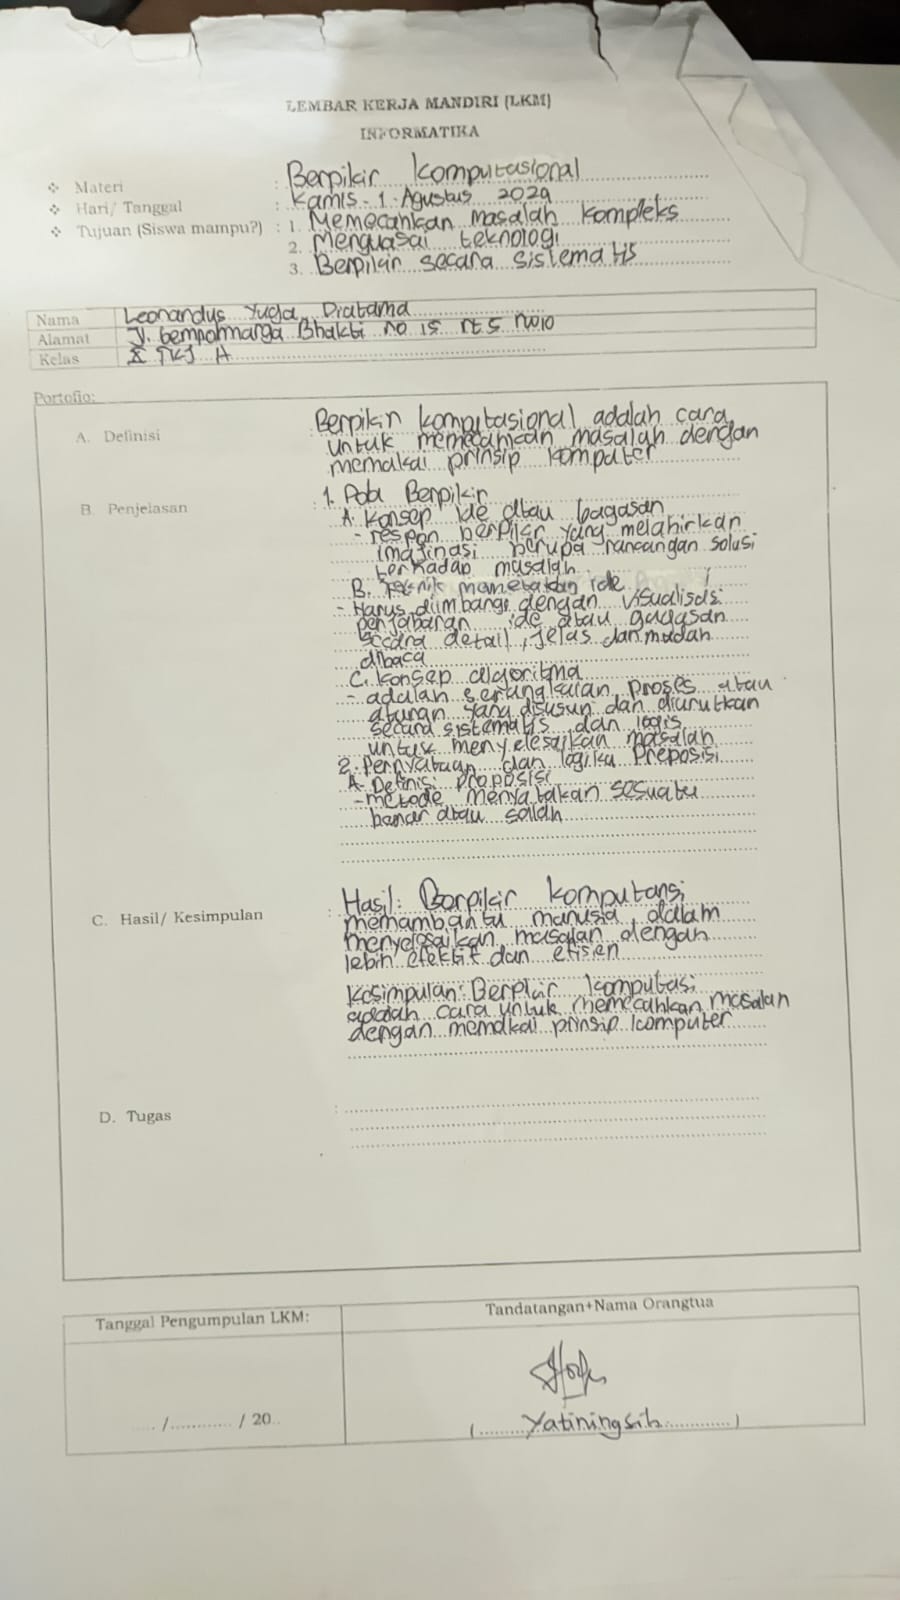 LEMBAR KERJA MANDIRI (LKM)
INFORMATIKA
❖ Materi : Berpikir Komputasional
❖ Hari/ Tanggal : Kamis - 1 - Agustus 2024
❖ Tujuan (Siswa mampu?) : 1. Memecahkan masalah kompleks
2. Menguasai teknologi
3. Berpikir secara sistematis
Nama Leonardus Yuga Pratama
Alamat Jl. Marga Bhakti no 15 rt 5 rw010
Kelas X TKJ A
Portofio:
A. Definisi : Berpikir komputasional adalah cara
untuk memecahkan masalah dengan
memakai prinsip komputer
B. Penjelasan : 1. Pola Berpikir
A. Konsep ide atau bagasan
- respon berpikir yang melahirkan
imajinasi berupa rancangan solusi
terhadap masalah
B. Teknik memetakan ide
- Harus diimbangi dengan visualisasi
penjabaran ide atau gagasan
secara detail, jelas dan mudah
dibaca
C. Konsep algoritma
- adalah serangkaian proses atau
aturan yang disusun dan diurutkan
secara sistematis dan logis
untuk menyelesaikan masalah
2. Pernyataan dan logika Preposisi
A. Definisi proposisi
- metode menyatakan sesuatu
benar atau salah
C. Hasil/ Kesimpulan : Hasil: Berpikir komputansi
memambantu manusia dalam
menyelesaikan masalah dengan
lebih efektif dan efisien
Kesimpulan: Berpikir komputasi
adalah cara untuk memecahkan masalah
dengan memakai prinsip komputer
D. Tugas :
Tanggal Pengumpulan LKM:
Tandatangan+Nama Orangtua
..... /............ / 20..
(.........Yatiningsih............)